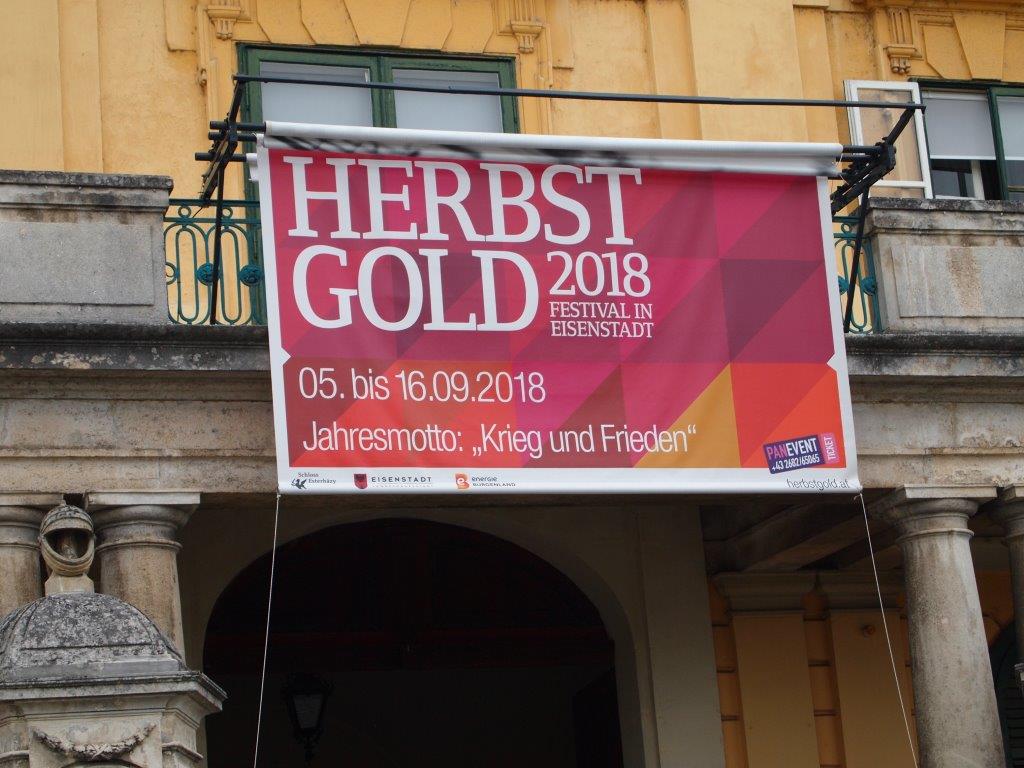 HERBST
GOLD
2018
FESTIVAL IN
EISENSTADT
05. bis 16.09.2018
Jahresmotto: „Krieg und Frieden“
PANEVENT
+43 2682/65065
TICKET
Schloss
Esterházy
EISENSTADT
energie
BURGENLAND
herbstgold.at